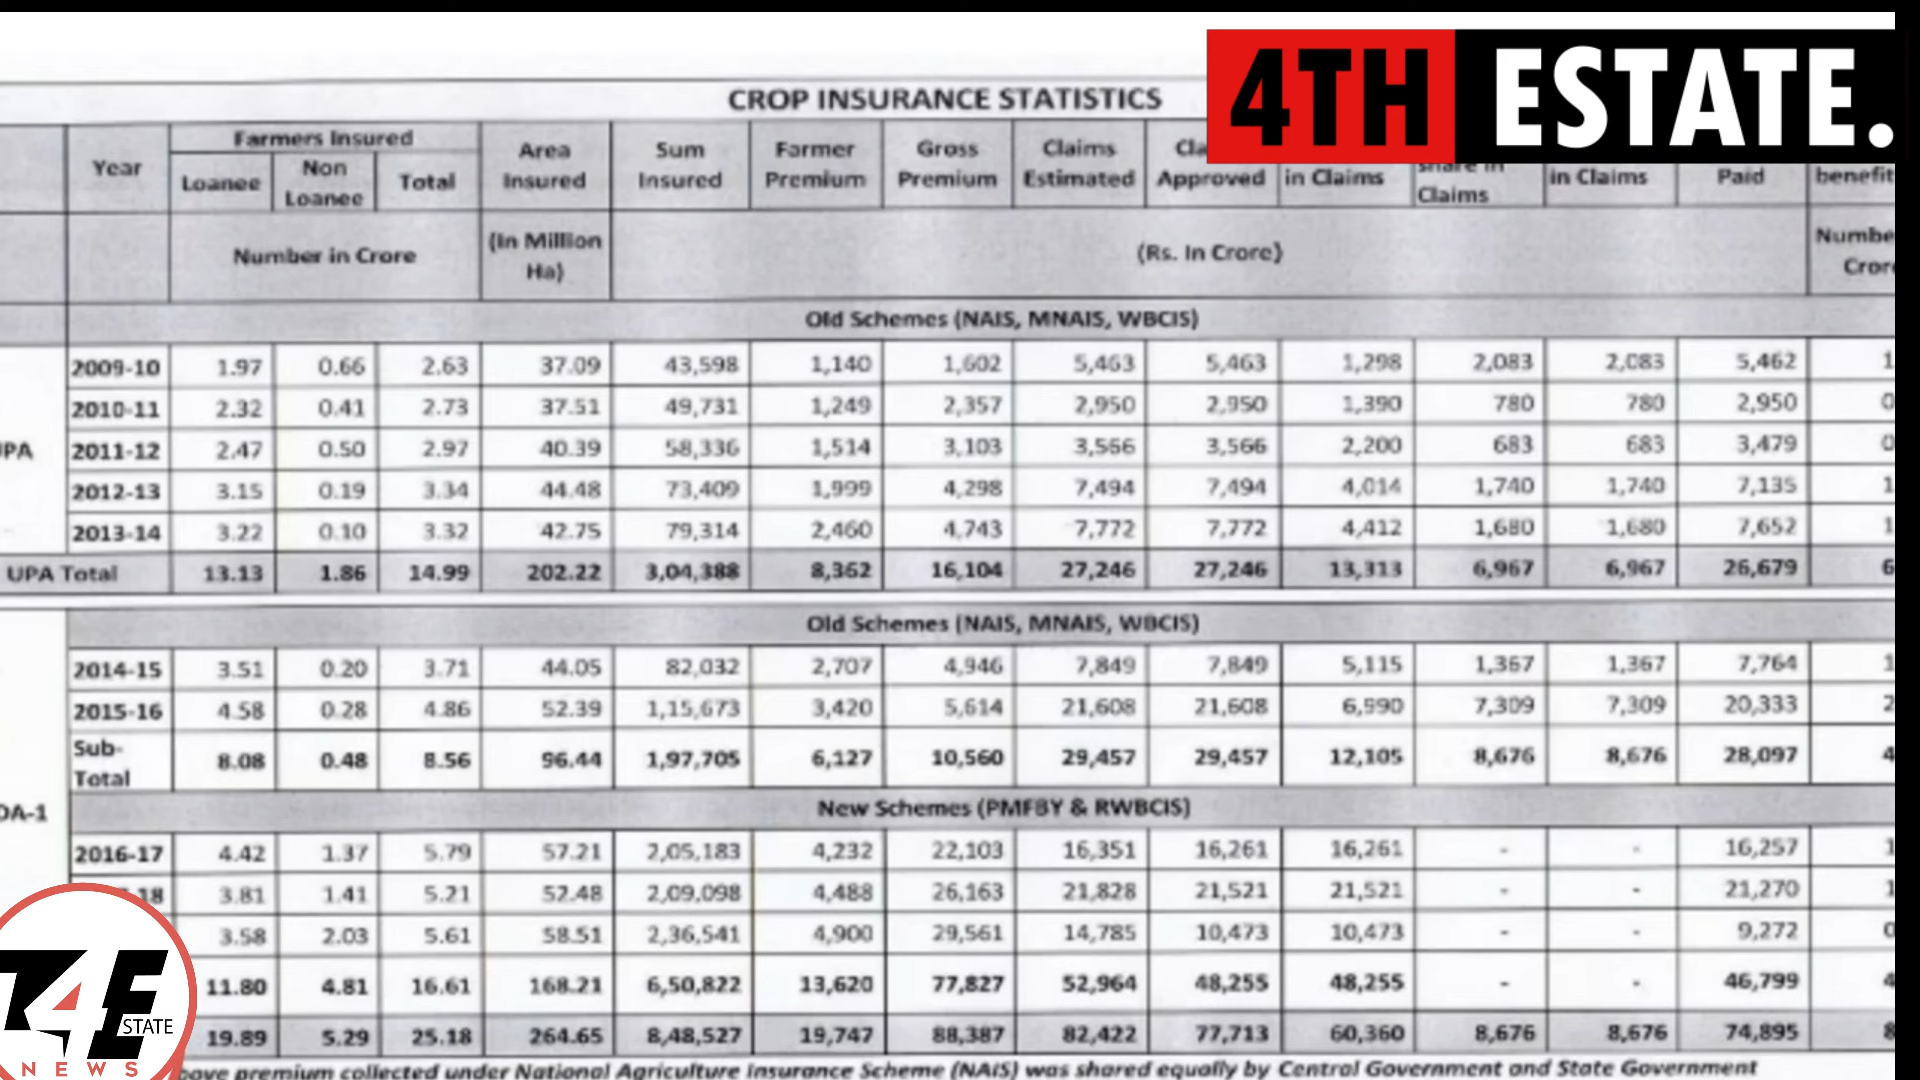 4TH ESTATE.
CROP INSURANCE STATISTICS
Year Farmers Insured Area Insured Sum Insured Farmer Premium Gross Premium Claims Estimated Approved in Claims Claims in Claims Paid
Loanee Non Loanee Total
Number in Crore (In Million Ha) (Rs. In Crore)
Old Schemes (NAIS, MNAIS, WBCIS)
2009-10 1.97 0.66 2.63 37.09 43,598 1,140 1,602 5,463 5,463 1,298 2,083 2,083 5,462
2010-11 2.32 0.41 2.73 37.51 49,731 1,249 2,357 2,950 2,950 1,390 780 780 2,950
2011-12 2.47 0.50 2.97 40.39 58,336 1,514 3,103 3,566 3,566 2,200 683 683 3,479
2012-13 3.15 0.19 3.34 44.48 73,409 1,999 4,298 7,494 7,494 4,014 1,740 1,740 7,135
2013-14 3.22 0.10 3.32 42.75 79,314 2,460 4,743 7,772 7,772 4,412 1,680 1,680 7,652
UPA Total 13.13 1.86 14.99 202.22 3,04,388 8,362 16,104 27,246 27,246 13,313 6,967 6,967 26,679
Old Schemes (NAIS, MNAIS, WBCIS)
2014-15 3.51 0.20 3.71 44.05 82,032 2,707 4,946 7,849 7,849 5,115 1,367 1,367 7,764
2015-16 4.58 0.28 4.86 52.39 1,15,673 3,420 5,614 21,608 21,608 6,990 7,309 7,309 20,333
Sub-Total 8.08 0.48 8.56 96.44 1,97,705 6,127 10,560 29,457 29,457 12,105 8,676 8,676 28,097
New Schemes (PMFBY & RWBCIS)
2016-17 4.42 1.37 5.79 57.21 2,05,183 4,232 22,103 16,351 16,261 16,261 - - 16,257
18 3.81 1.41 5.21 52.48 2,09,098 4,488 26,163 21,828 21,521 21,521 - - 21,270
3.58 2.03 5.61 58.51 2,36,541 4,900 29,561 14,785 10,473 10,473 - - 9,272
11.80 4.81 16.61 168.21 6,50,822 13,620 77,827 52,964 48,255 48,255 - - 46,799
19.89 5.29 25.18 264.65 8,48,527 19,747 88,387 82,422 77,713 60,360 8,676 8,676 74,895
premium collected under National Agriculture Insurance Scheme (NAIS) was shared equally by Central Government and State Government
ESTATE
NEWS